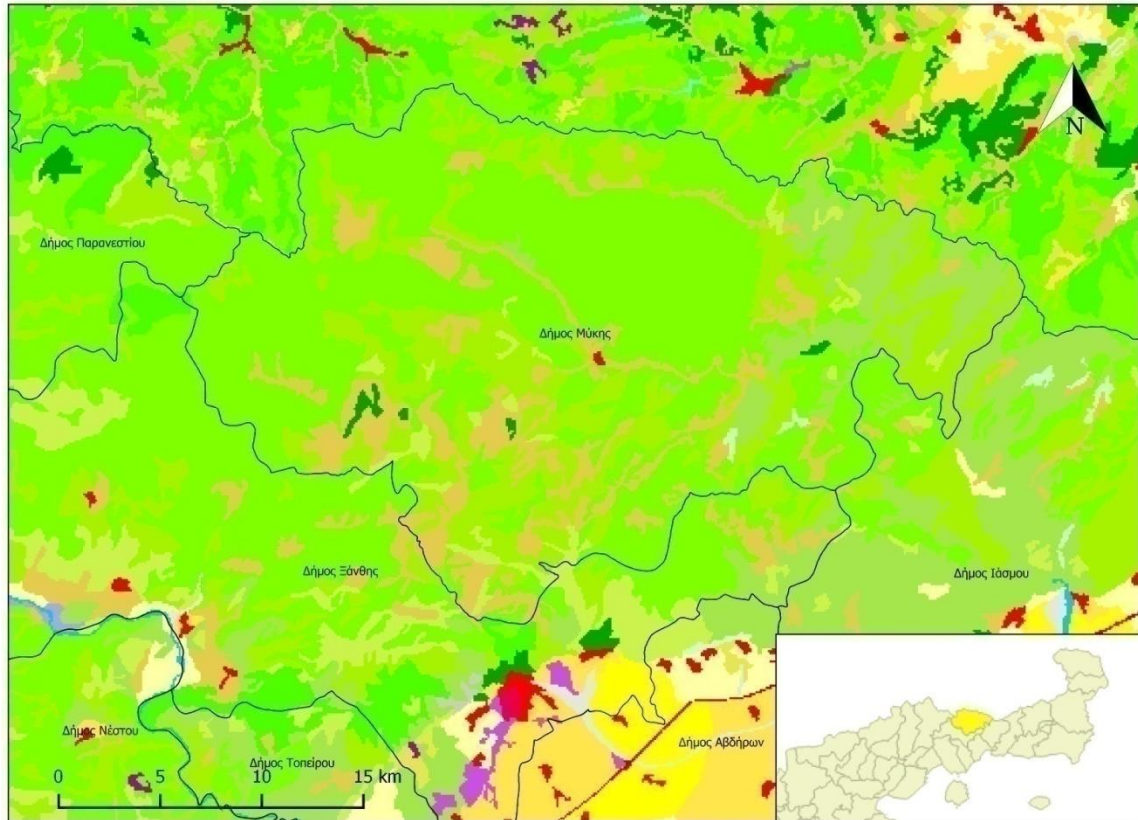 N
Δήμος Παρανεστίου
Δήμος Μύκης
Δήμος Ξάνθης
Δήμος Ιάσμου
Δήμος Νέστου
Δήμος Τοπείρου
Δήμος Αβδήρων
0 5 10 15 km